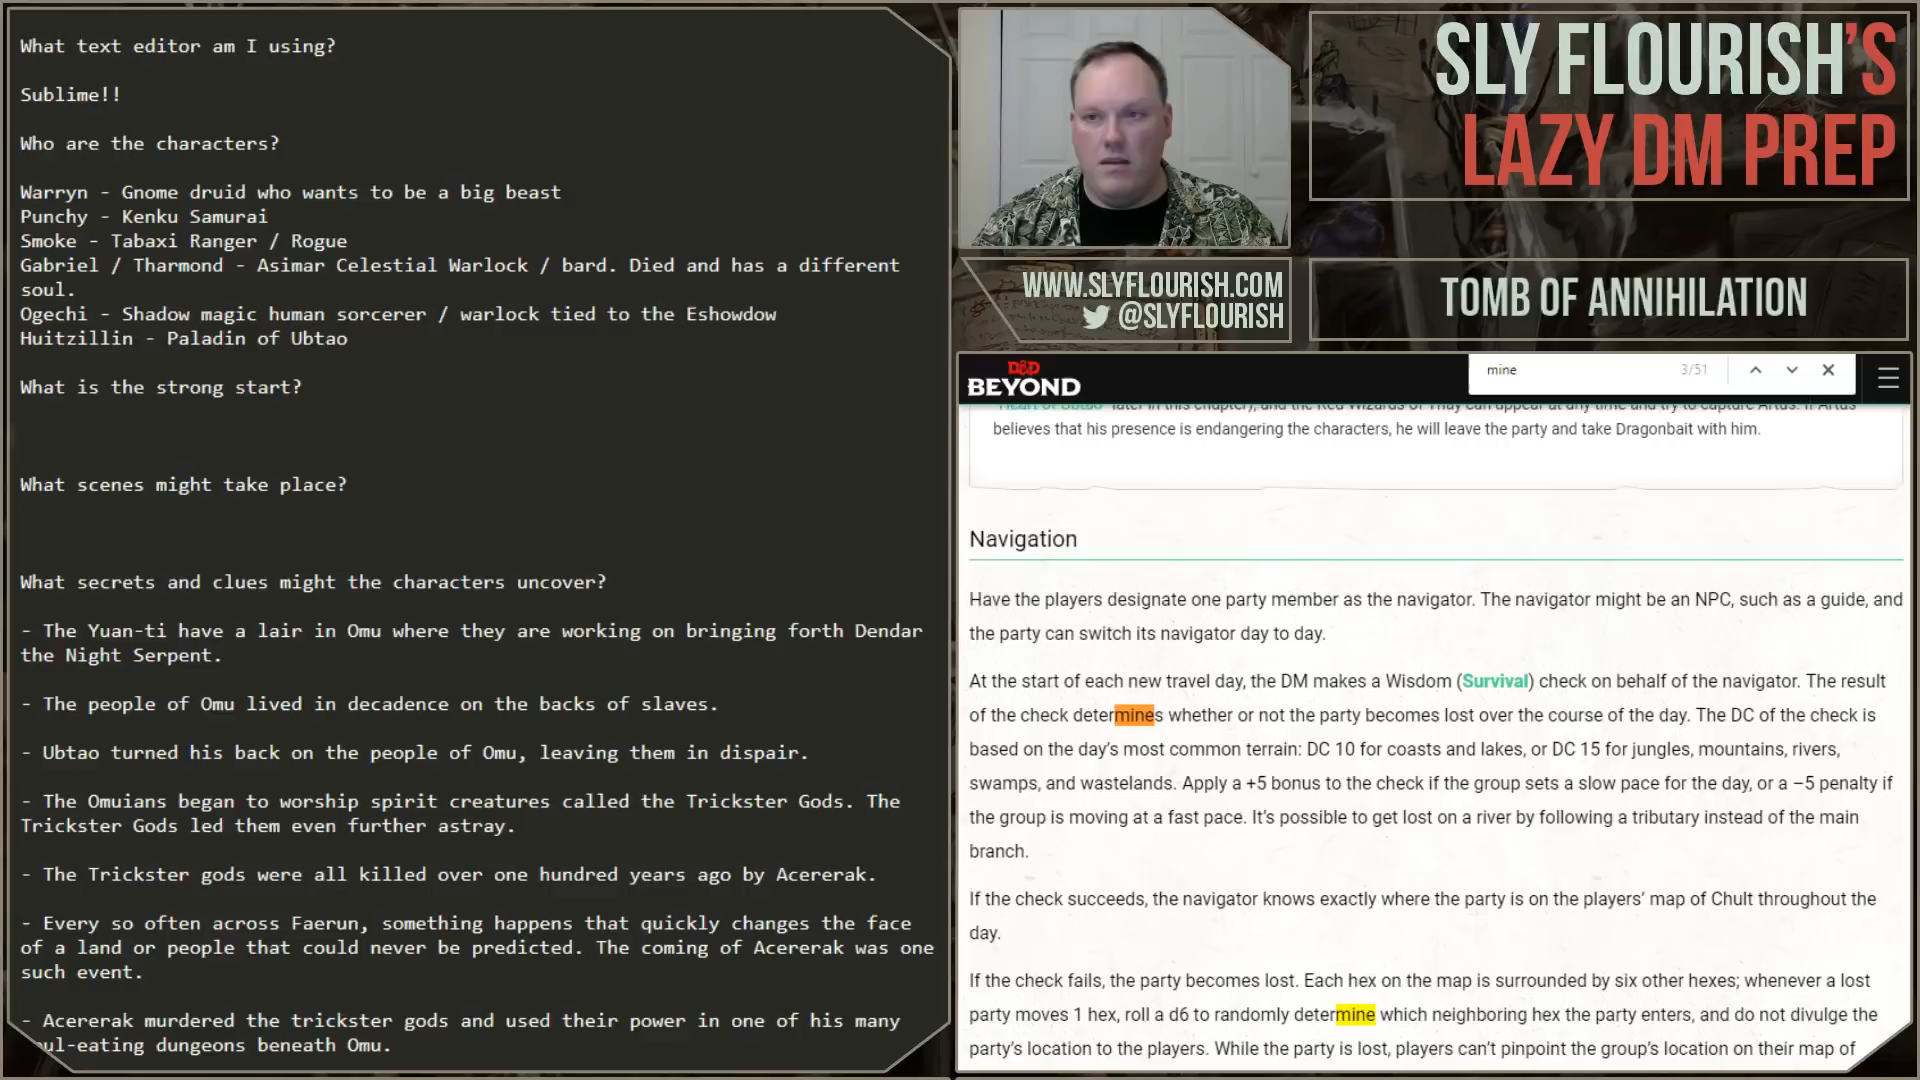 What text editor am I using?
Sublime!!
Who are the characters?
Warryn - Gnome druid who wants to be a big beast
Punchy - Kenku Samurai
Smoke - Tabaxi Ranger / Rogue
Gabriel / Tharmond - Asimar Celestial Warlock / bard. Died and has a different
soul.
Ogechi - Shadow magic human sorcerer / warlock tied to the Eshowdow
Huitzillin - Paladin of Ubtao
What is the strong start?
What scenes might take place?
What secrets and clues might the characters uncover?
- The Yuan-ti have a lair in Omu where they are working on bringing forth Dendar
the Night Serpent.
- The people of Omu lived in decadence on the backs of slaves.
- Ubtao turned his back on the people of Omu, leaving them in dispair.
- The Omuians began to worship spirit creatures called the Trickster Gods. The
Trickster Gods led them even further astray.
- The Trickster gods were all killed over one hundred years ago by Acererak.
- Every so often across Faerun, something happens that quickly changes the face
of a land or people that could never be predicted. The coming of Acererak was one
such event.
- Acererak murdered the trickster gods and used their power in one of his many
ul-eating dungeons beneath Omu.
SLY FLOURISH'S
LAZY DM PREP
WWW.SLYFLOURISH.COM
@SLYFLOURISH
TOMB OF ANNIHILATION
D&D
BEYOND
mine
3/51
Heart of Ubtao" later in this chapter), and the Red Wizards of Thay can appear at any time and try to capture Artus. If Artus
believes that his presence is endangering the characters, he will leave the party and take Dragonbait with him.
Navigation
Have the players designate one party member as the navigator. The navigator might be an NPC, such as a guide, and
the party can switch its navigator day to day.
At the start of each new travel day, the DM makes a Wisdom (Survival) check on behalf of the navigator. The result
of the check determines whether or not the party becomes lost over the course of the day. The DC of the check is
based on the day's most common terrain: DC 10 for coasts and lakes, or DC 15 for jungles, mountains, rivers,
swamps, and wastelands. Apply a +5 bonus to the check if the group sets a slow pace for the day, or a −5 penalty if
the group is moving at a fast pace. It's possible to get lost on a river by following a tributary instead of the main
branch.
If the check succeeds, the navigator knows exactly where the party is on the players' map of Chult throughout the
day.
If the check fails, the party becomes lost. Each hex on the map is surrounded by six other hexes; whenever a lost
party moves 1 hex, roll a d6 to randomly determine which neighboring hex the party enters, and do not divulge the
party's location to the players. While the party is lost, players can't pinpoint the group's location on their map of